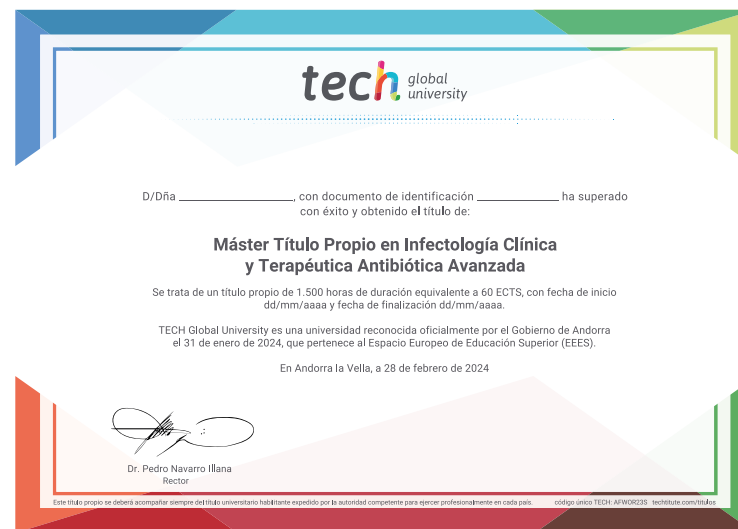 tech global university
D/Dña ______________________, con documento de identificación ________________ ha superado
con éxito y obtenido el título de:
Máster Título Propio en Infectología Clínica
y Terapéutica Antibiótica Avanzada
Se trata de un título propio de 1.500 horas de duración equivalente a 60 ECTS, con fecha de inicio
dd/mm/aaaa y fecha de finalización dd/mm/aaaa.
TECH Global University es una universidad reconocida oficialmente por el Gobierno de Andorra
el 31 de enero de 2024, que pertenece al Espacio Europeo de Educación Superior (EEES).
En Andorra la Vella, a 28 de febrero de 2024
Dr. Pedro Navarro Illana
Rector
Este título propio se deberá acompañar siempre del título universitario habilitante expedido por la autoridad competente para ejercer profesionalmente en cada país. código único TECH: AFWOR23S techtitute.com/titulos